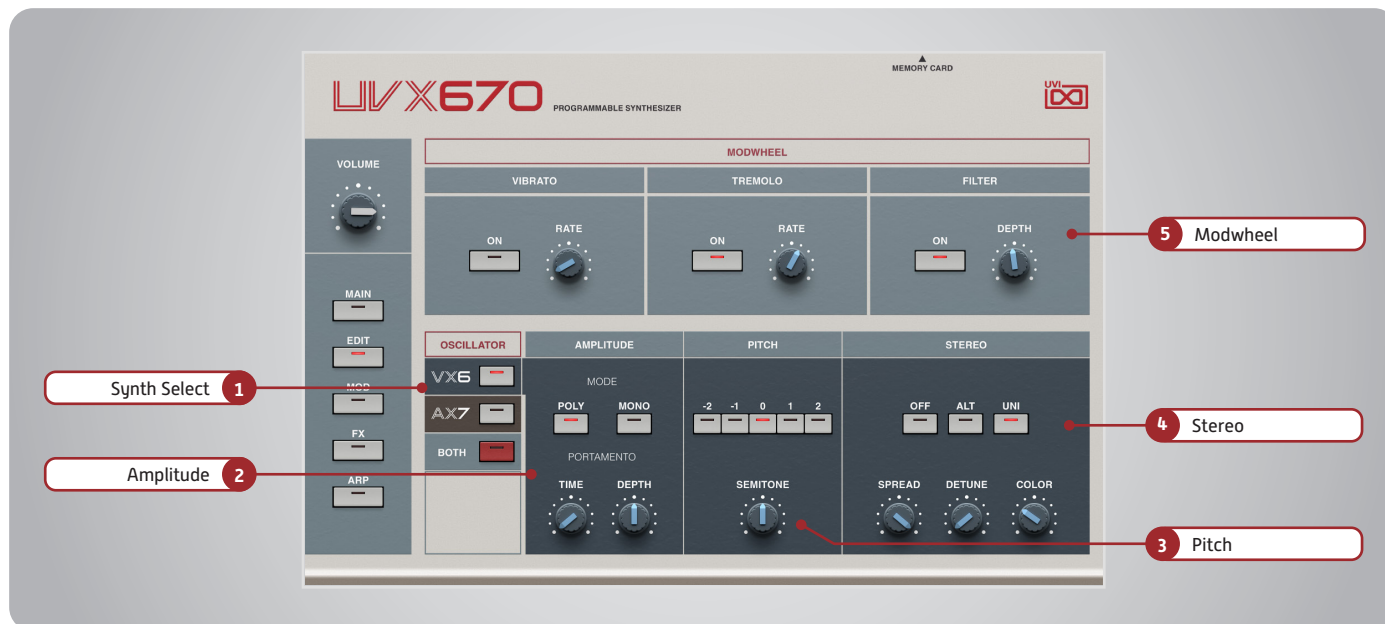 MEMORY CARD
UVX670 PROGRAMMABLE SYNTHESIZER
UVI
VOLUME
MODWHEEL
VIBRATO TREMOLO FILTER
ON RATE ON RATE ON DEPTH
5 Modwheel
MAIN
EDIT
MOD
FX
ARP
OSCILLATOR AMPLITUDE PITCH STEREO
VX6
AX7
BOTH
Synth Select 1
MODE
POLY MONO
-2 -1 0 1 2
OFF ALT UNI
4 Stereo
Amplitude 2
PORTAMENTO
TIME DEPTH
SEMITONE
SPREAD DETUNE COLOR
3 Pitch